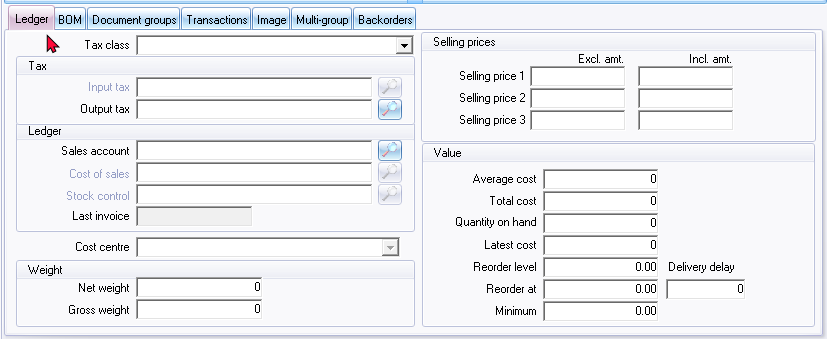 Ledger BOM Document groups Transactions Image Multi-group Backorders
Tax class
Tax
Input tax
Output tax
Ledger
Sales account
Cost of sales
Stock control
Last invoice
Cost centre
Weight
Net weight 0
Gross weight 0
Selling prices
Excl. amt. Incl. amt.
Selling price 1
Selling price 2
Selling price 3
Value
Average cost 0
Total cost 0
Quantity on hand 0
Latest cost 0
Reorder level 0.00 Delivery delay
Reorder at 0.00 0
Minimum 0.00